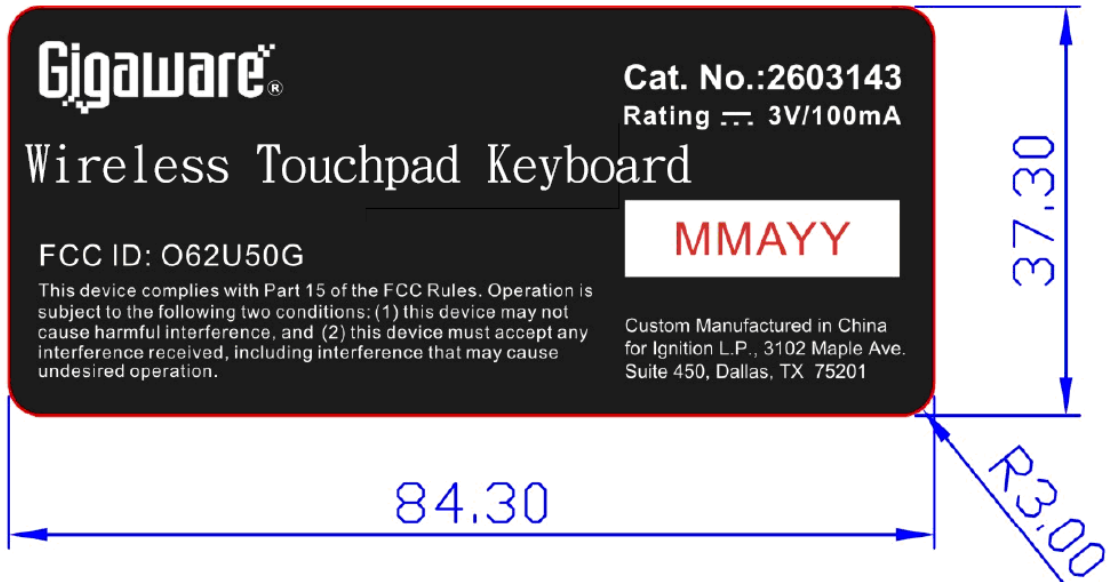 Gigaware®
Cat. No.:2603143
Rating ⎓ 3V/100mA
Wireless Touchpad Keyboard
MMAYY
FCC ID: O62U50G
This device complies with Part 15 of the FCC Rules. Operation is
subject to the following two conditions: (1) this device may not
cause harmful interference, and (2) this device must accept any
interference received, including interference that may cause
undesired operation.
Custom Manufactured in China
for Ignition L.P., 3102 Maple Ave.
Suite 450, Dallas, TX 75201
37.30
84.30
R3.00